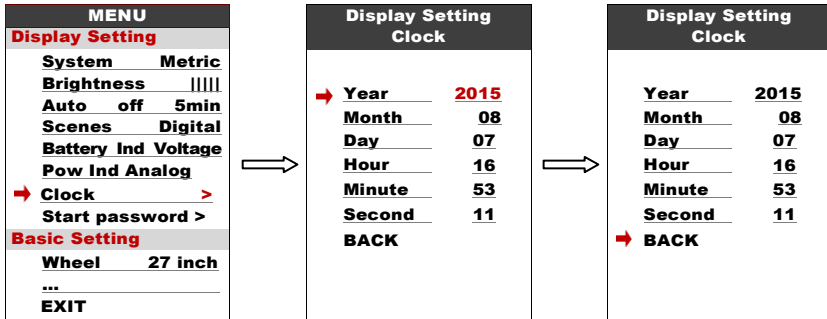 MENU
Display Setting
System Metric
Brightness |||||
Auto off 5min
Scenes Digital
Battery Ind Voltage
Pow Ind Analog
Clock >
Start password >
Basic Setting
Wheel 27 inch
...
EXIT
Display Setting
Clock
Year 2015
Month 08
Day 07
Hour 16
Minute 53
Second 11
BACK
Display Setting
Clock
Year 2015
Month 08
Day 07
Hour 16
Minute 53
Second 11
BACK